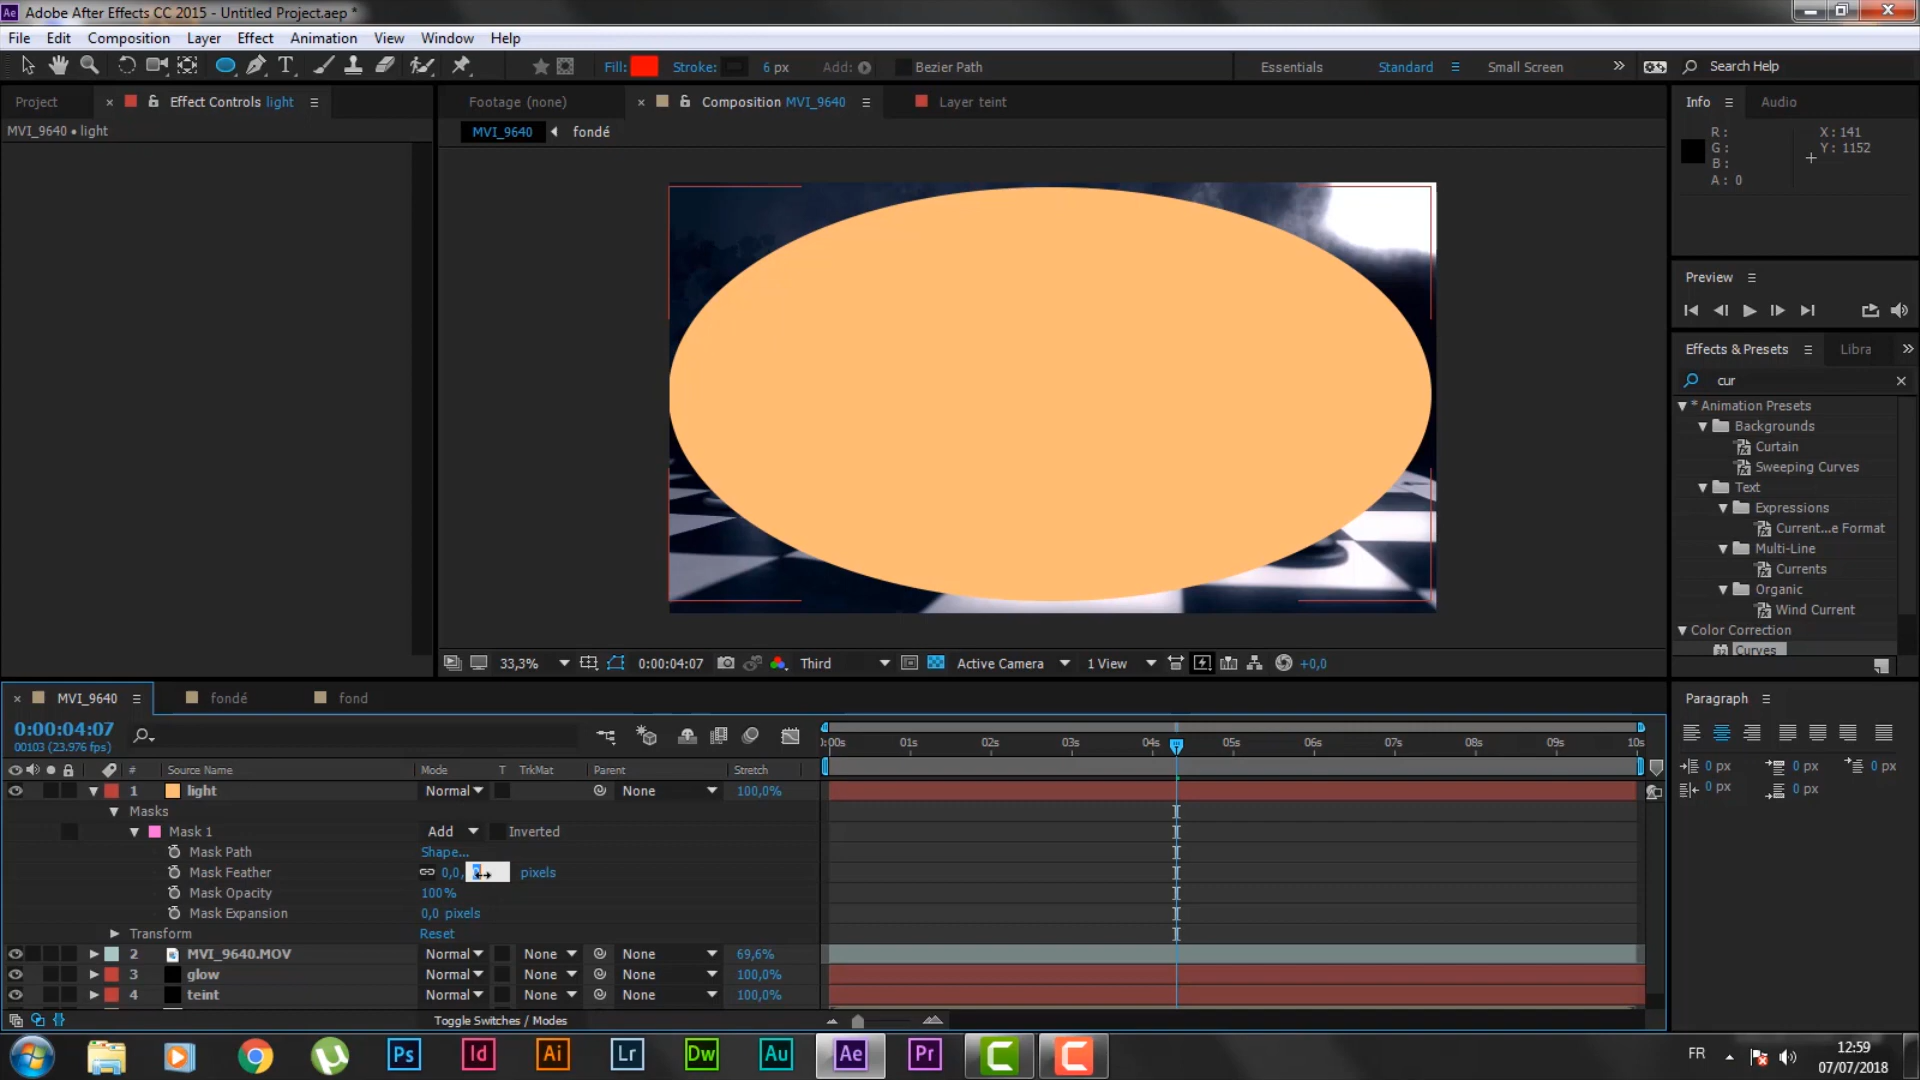 Adobe After Effects CC 2015 - Untitled Project.aep *
File Edit Composition Layer Effect Animation View Window Help
Fill: Stroke: 6 px Add: Bezier Path Essentials Standard Small Screen Search Help
Project Effect Controls light Footage (none) Composition MVI_9640 Layer teint Info Audio
MVI_9640 • light MVI_9640 fondé
R: X: 141
G: Y: 1152
B:
A: 0
Preview
Effects & Presets Libra
cur
* Animation Presets
Backgrounds
Curtain
Sweeping Curves
Text
Expressions
Current...e Format
Multi-Line
Currents
Organic
Wind Current
Color Correction
Curves
33,3% 0:00:04:07 Third Active Camera 1 View +0,0
MVI_9640 fondé fond Paragraph
0:00:04:07
00103 (23.976 fps)
:00s 01s 02s 03s 04s 05s 06s 07s 08s 09s 10s
0 px 0 px 0 px
0 px 0 px
# Source Name Mode T TrkMat Parent Stretch
1 light Normal None 100,0%
Masks
Mask 1 Add Inverted
Mask Path Shape...
Mask Feather 0,0, pixels
Mask Opacity 100%
Mask Expansion 0,0 pixels
Transform Reset
2 MVI_9640.MOV Normal None None 69,6%
3 glow Normal None None 100,0%
4 teint Normal None None 100,0%
Toggle Switches / Modes
Ps Id Ai Lr Dw Au Ae Pr C C FR 12:59
07/07/2018